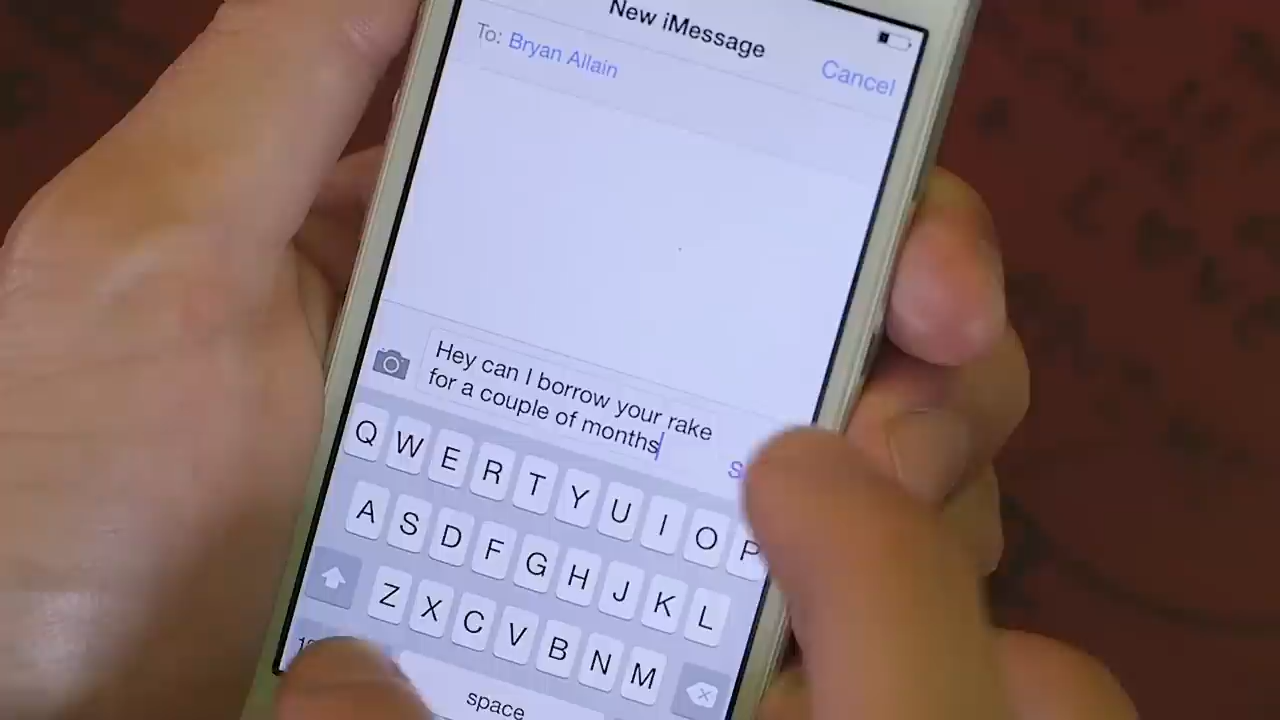 New iMessage
To: Bryan Allain
Cancel
Hey can I borrow your rake
for a couple of months
Q W E R T Y U I O P
A S D F G H J K L
Z X C V B N M
space